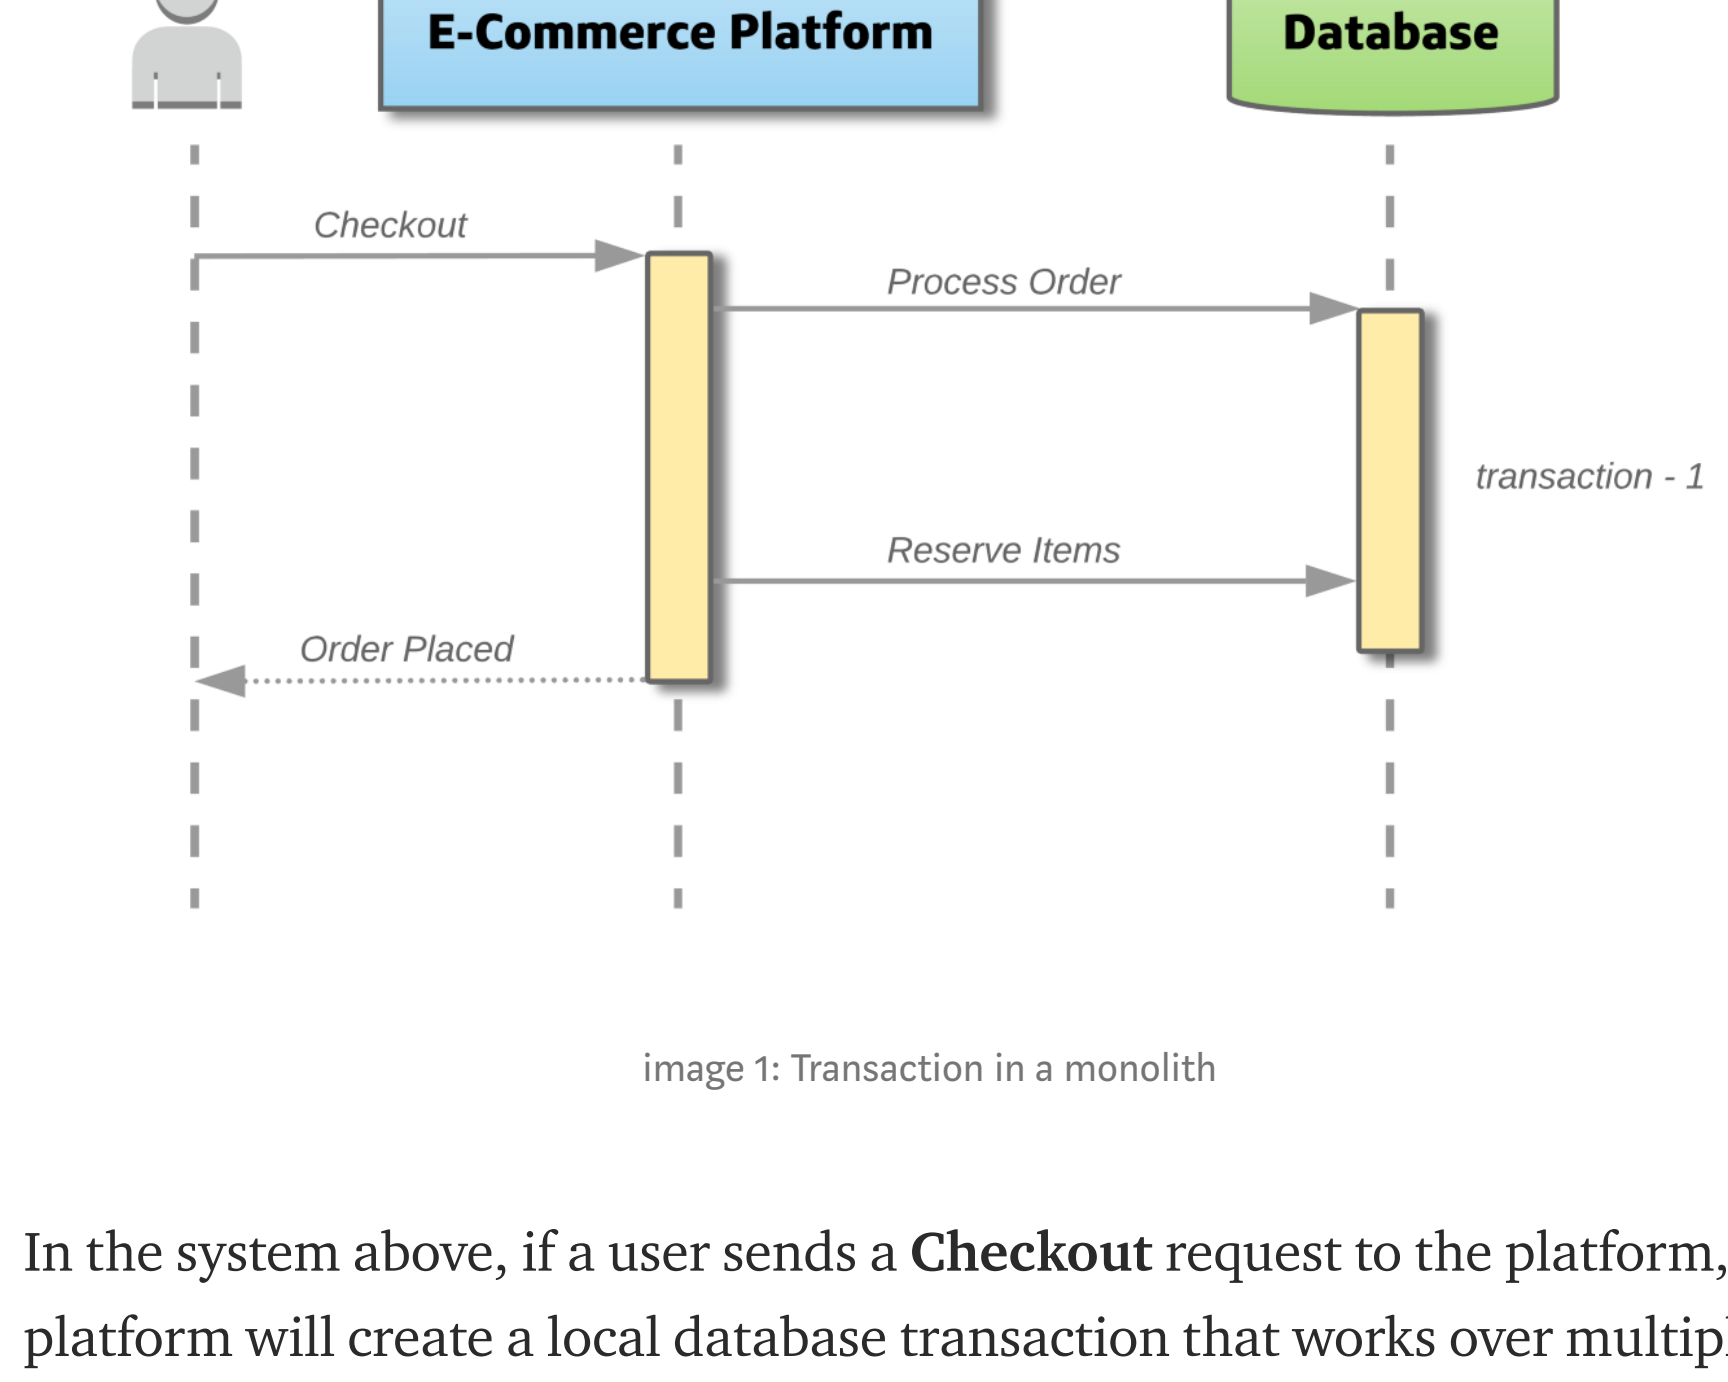 E-Commerce Platform
Database
Checkout
Process Order
transaction - 1
Reserve Items
Order Placed
image 1: Transaction in a monolith
In the system above, if a user sends a Checkout request to the platform,
platform will create a local database transaction that works over